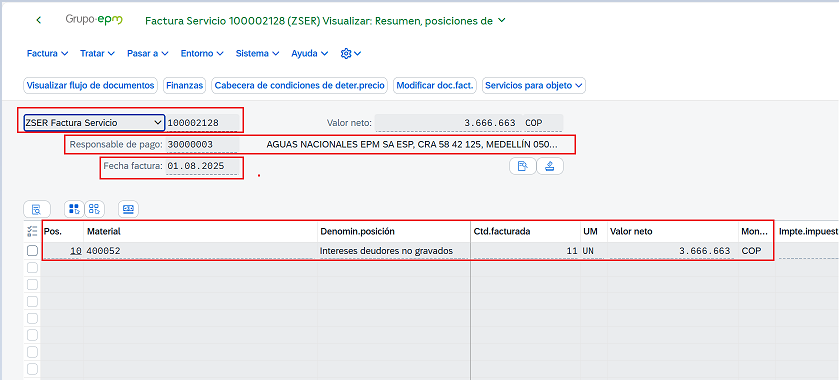 Grupo·epm Factura Servicio 100002128 (ZSER) Visualizar: Resumen, posiciones de
Factura Tratar Pasar a Entorno Sistema Ayuda
Visualizar flujo de documentos Finanzas Cabecera de condiciones de deter.precio Modificar doc.fact. Servicios para objeto
ZSER Factura Servicio 100002128 Valor neto: 3.666.663 COP
Responsable de pago: 30000003 AGUAS NACIONALES EPM SA ESP, CRA 58 42 125, MEDELLÍN 050...
Fecha factura: 01.08.2025
Pos. Material Denomin.posición Ctd.facturada UM Valor neto Mon... Impte.impuest
10 400052 Intereses deudores no gravados 11 UN 3.666.663 COP